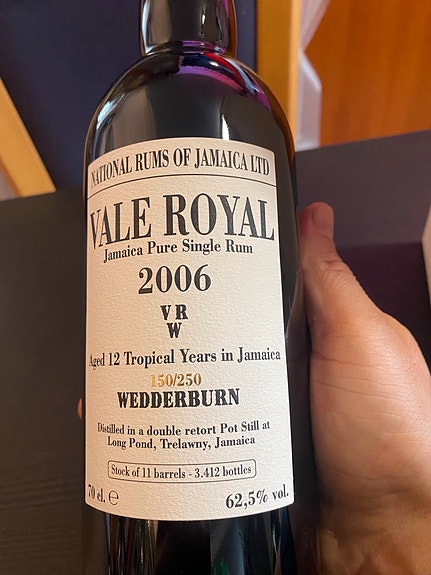 NATIONAL RUMS OF JAMAICA LTD
VALE ROYAL
Jamaica Pure Single Rum
2006
V R
W
Aged 12 Tropical Years in Jamaica
150/250
WEDDERBURN
Distilled in a double retort Pot Still at
Long Pond, Trelawny, Jamaica
Stock of 11 barrels - 3.412 bottles
70 cl. ℮ 62,5% vol.